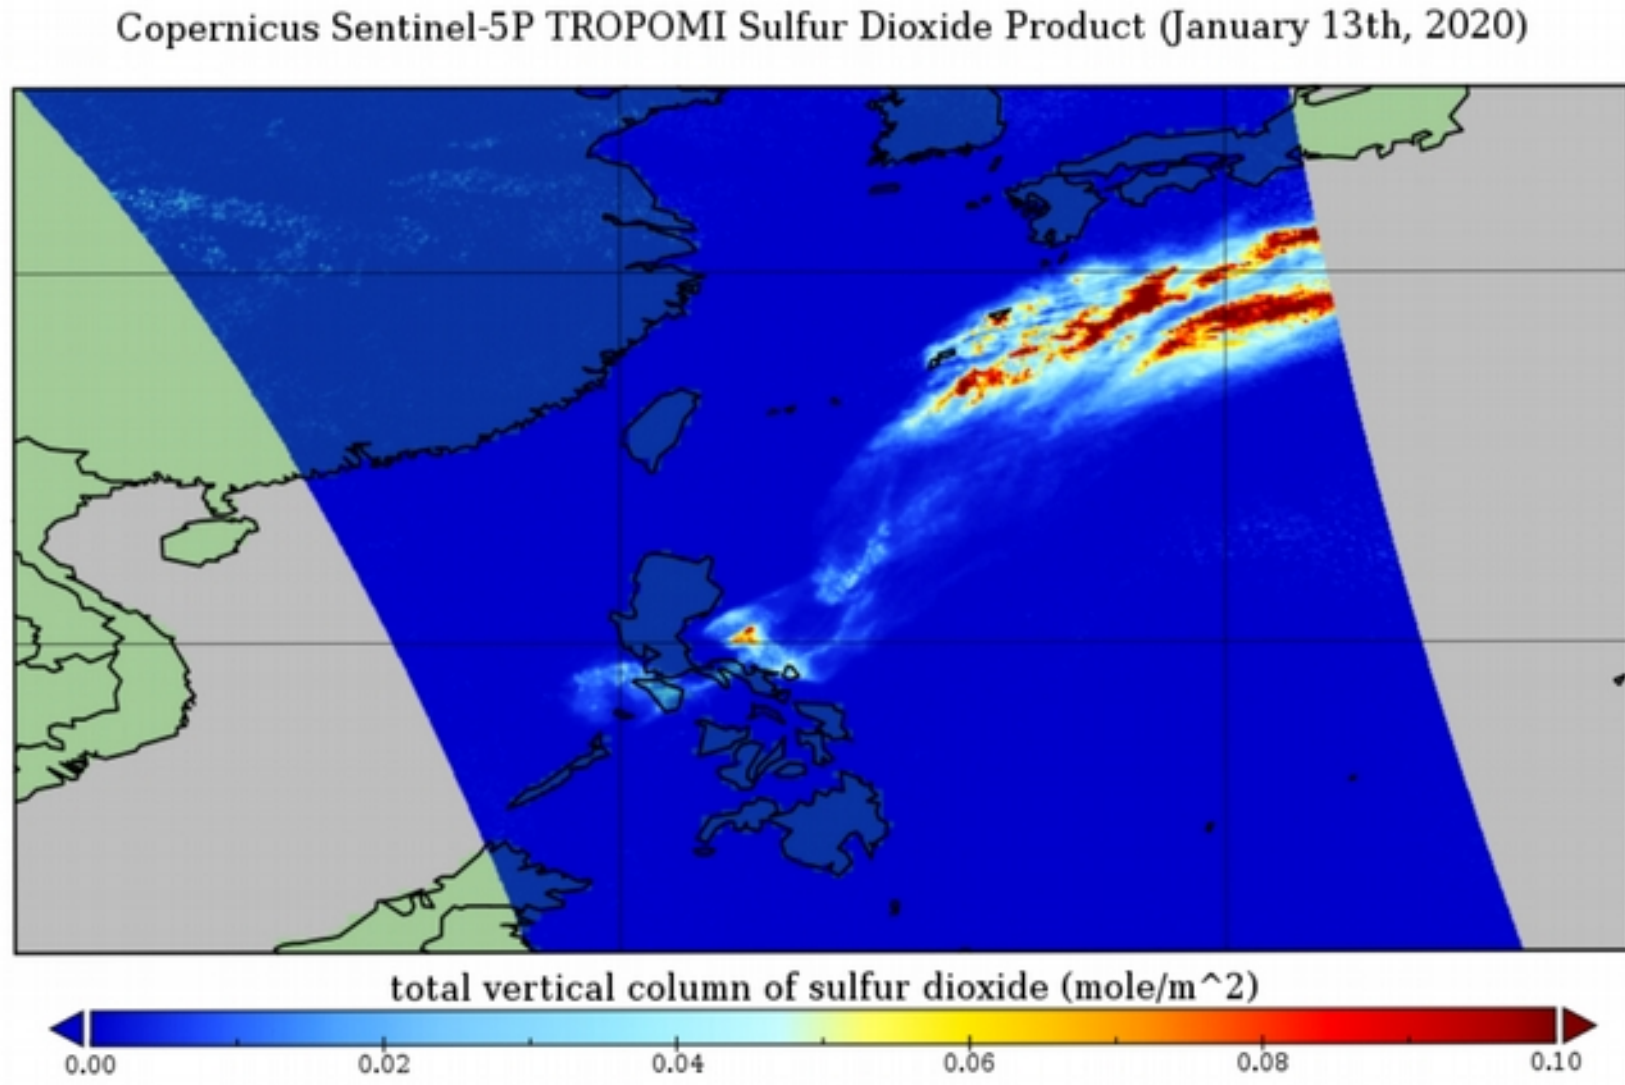 Copernicus Sentinel-5P TROPOMI Sulfur Dioxide Product (January 13th, 2020)
total vertical column of sulfur dioxide (mole/m^2)
0.00 0.02 0.04 0.06 0.08 0.10